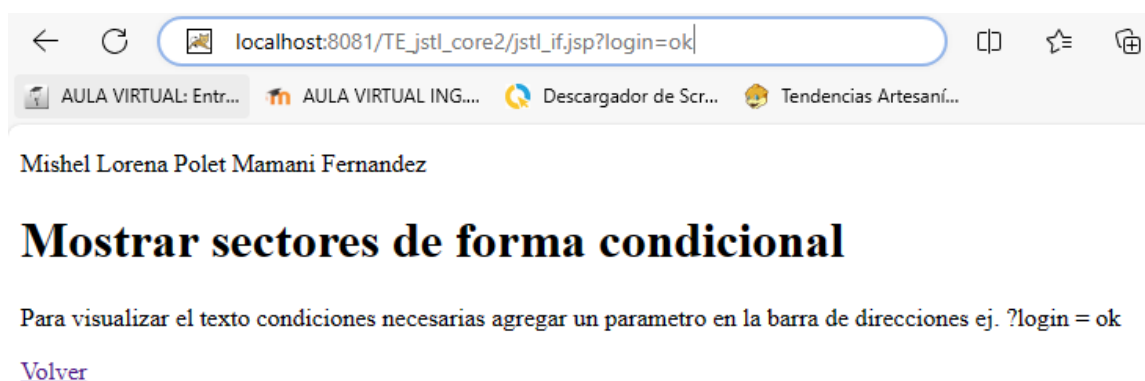 localhost:8081/TE_jstl_core2/jstl_if.jsp?login=ok
AULA VIRTUAL: Entr... AULA VIRTUAL ING.... Descargador de Scr... Tendencias Artesaní...
Mishel Lorena Polet Mamani Fernandez
Mostrar sectores de forma condicional
Para visualizar el texto condiciones necesarias agregar un parametro en la barra de direcciones ej. ?login = ok
Volver